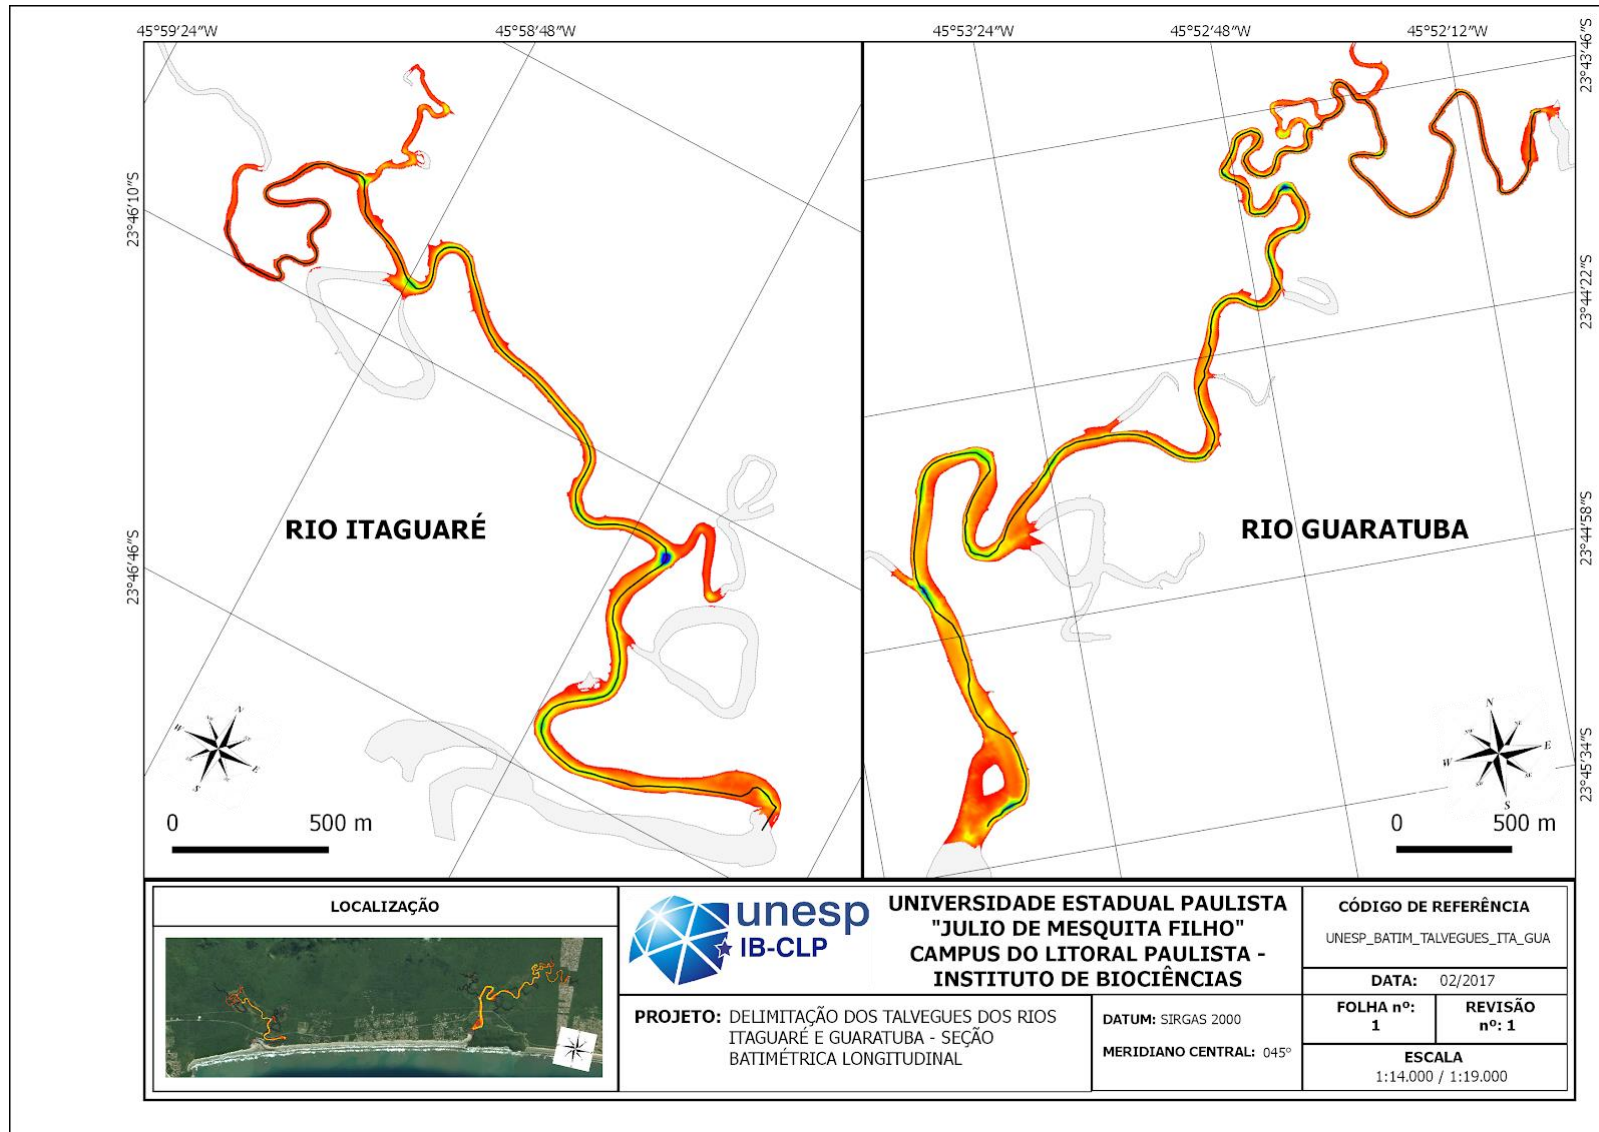 45°59'24"W
45°58'48"W
45°53'24"W
45°52'48"W
45°52'12"W
23°43'46"S
23°46'10"S
23°44'22"S
RIO ITAGUARÉ
RIO GUARATUBA
23°46'46"S
23°44'58"S
23°45'34"S
N
W
E
S
N
W
E
S
0 500 m
0 500 m
LOCALIZAÇÃO
unesp
IB-CLP
UNIVERSIDADE ESTADUAL PAULISTA
"JULIO DE MESQUITA FILHO"
CAMPUS DO LITORAL PAULISTA -
INSTITUTO DE BIOCIÊNCIAS
CÓDIGO DE REFERÊNCIA
UNESP_BATIM_TALVEGUES_ITA_GUA
DATA: 02/2017
PROJETO: DELIMITAÇÃO DOS TALVEGUES DOS RIOS
ITAGUARÉ E GUARATUBA - SEÇÃO
BATIMÉTRICA LONGITUDINAL
DATUM: SIRGAS 2000
MERIDIANO CENTRAL: 045º
FOLHA nº:
1
REVISÃO
nº: 1
ESCALA
1:14.000 / 1:19.000